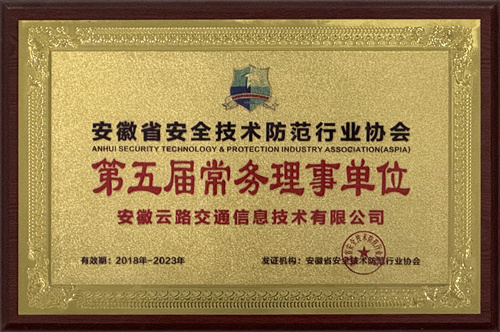 安徽省安全技术防范行业协会
ANHUI SECURITY TECHNOLOGY & PROTECTION INDUSTRY ASSOCIATION(ASPIA)
第五届常务理事单位
安徽云路交通信息技术有限公司
有效期：2018年-2023年
发证机构：安徽省安全技术防范行业协会